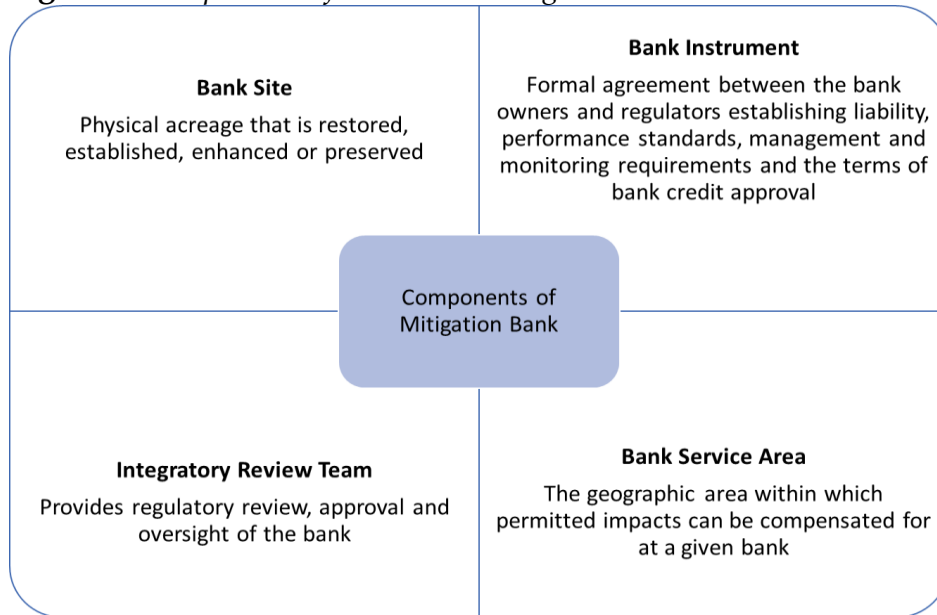 Bank Site
Physical acreage that is restored,
established, enhanced or preserved
Bank Instrument
Formal agreement between the bank
owners and regulators establishing liability,
performance standards, management and
monitoring requirements and the terms of
bank credit approval
Components of
Mitigation Bank
Integratory Review Team
Provides regulatory review, approval and
oversight of the bank
Bank Service Area
The geographic area within which
permitted impacts can be compensated for
at a given bank